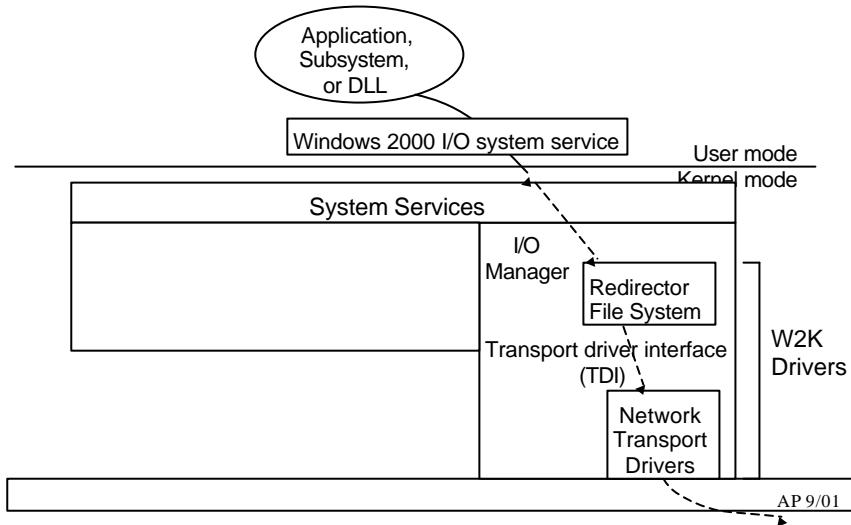 Application,
Subsystem,
or DLL
Windows 2000 I/O system service
User mode
Kernel mode
System Services
I/O
Manager
Redirector
File System
W2K
Drivers
Transport driver interface
(TDI)
Network
Transport
Drivers
AP 9/01